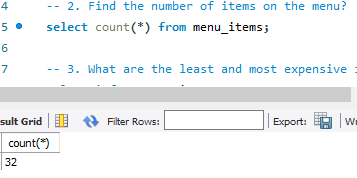 4 -- 2. Find the number of items on the menu?
5 select count(*) from menu_items;
6
7 -- 3. What are the least and most expensive
sult Grid Filter Rows: Export:
count(*)
32